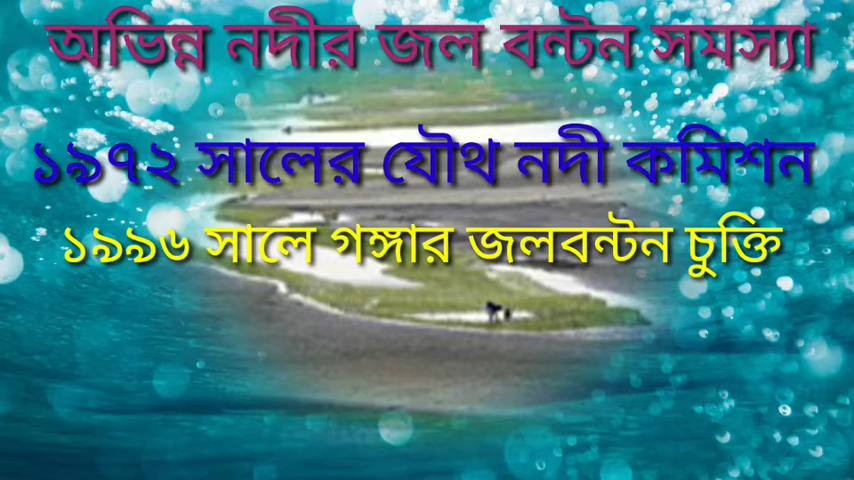 অভিন্ন নদীর জল বন্টন সমস্যা
১৯৭২ সালের যৌথ নদী কমিশন
১৯৯৬ সালে গঙ্গার জলবন্টন চুক্তি